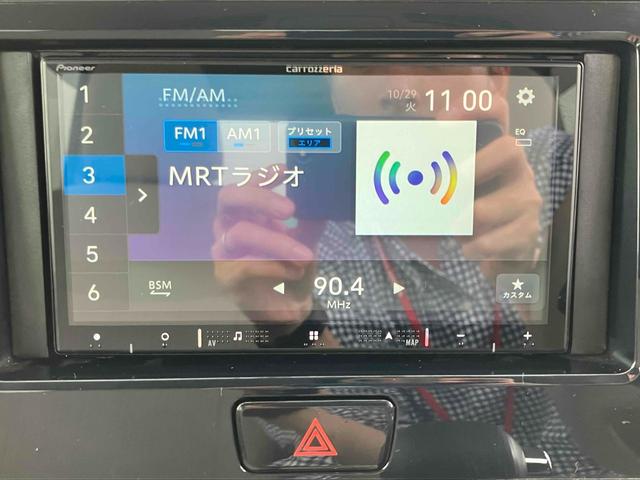 Pioneer
carrozzeria
1
2
3
4
5
6
FM/AM
10/29
火
11 00
FM1
AM1
プリセット
エリア
EQ
MRTラジオ
BSM
90.4
MHz
カスタム
AV
MAP